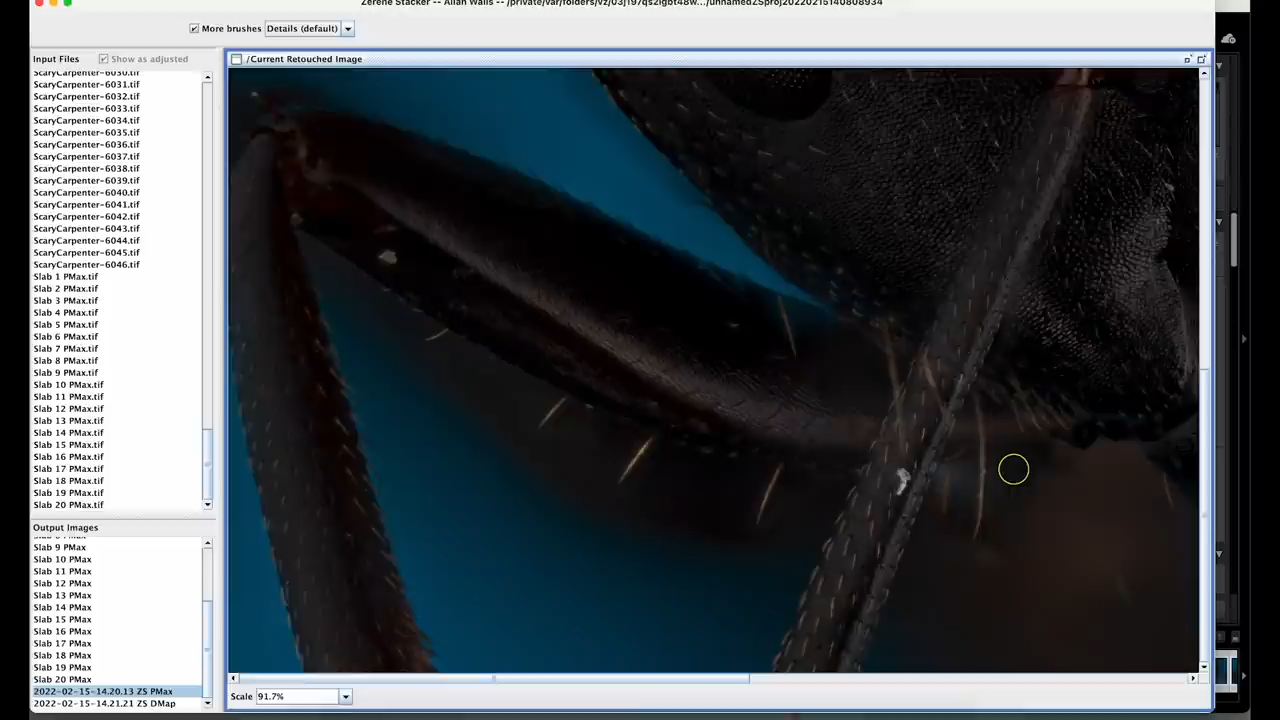 Zerene Stacker -- Allan Walls --
More brushes
Details (default)
Input Files
Show as adjusted
/Current Retouched Image
ScaryCarpenter-6030.tif
ScaryCarpenter-6031.tif
ScaryCarpenter-6032.tif
ScaryCarpenter-6033.tif
ScaryCarpenter-6034.tif
ScaryCarpenter-6035.tif
ScaryCarpenter-6036.tif
ScaryCarpenter-6037.tif
ScaryCarpenter-6038.tif
ScaryCarpenter-6039.tif
ScaryCarpenter-6040.tif
ScaryCarpenter-6041.tif
ScaryCarpenter-6042.tif
ScaryCarpenter-6043.tif
ScaryCarpenter-6044.tif
ScaryCarpenter-6045.tif
ScaryCarpenter-6046.tif
Slab 1 PMax.tif
Slab 2 PMax.tif
Slab 3 PMax.tif
Slab 4 PMax.tif
Slab 5 PMax.tif
Slab 6 PMax.tif
Slab 7 PMax.tif
Slab 8 PMax.tif
Slab 9 PMax.tif
Slab 10 PMax.tif
Slab 11 PMax.tif
Slab 12 PMax.tif
Slab 13 PMax.tif
Slab 14 PMax.tif
Slab 15 PMax.tif
Slab 16 PMax.tif
Slab 17 PMax.tif
Slab 18 PMax.tif
Slab 19 PMax.tif
Slab 20 PMax.tif
Output Images
Slab 9 PMax
Slab 10 PMax
Slab 11 PMax
Slab 12 PMax
Slab 13 PMax
Slab 14 PMax
Slab 15 PMax
Slab 16 PMax
Slab 17 PMax
Slab 18 PMax
Slab 19 PMax
Slab 20 PMax
2022-02-15-14.20.13 ZS PMax
2022-02-15-14.21.21 ZS DMap
Scale
91.7%